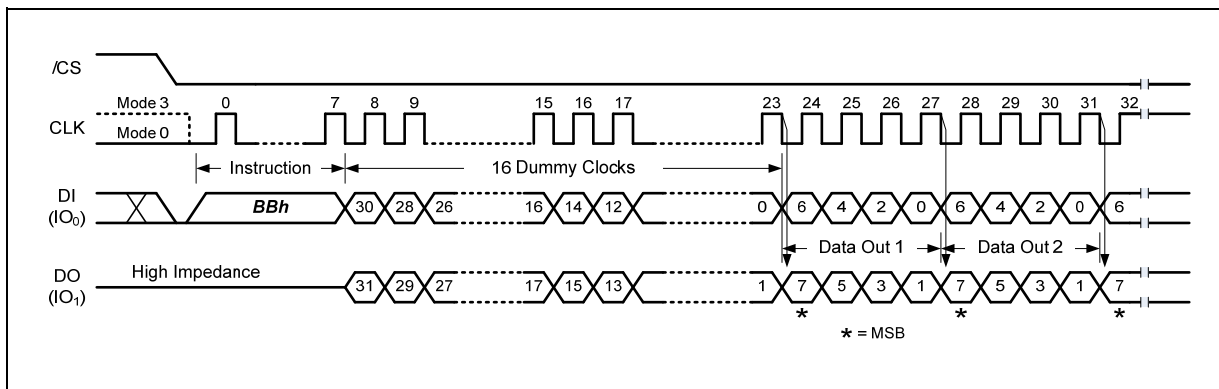 /CS
Mode 3 0 7 8 9 15 16 17 23 24 25 26 27 28 29 30 31 32
CLK
Mode 0
Instruction 16 Dummy Clocks
DI
(IO0)
BBh 30 28 26 16 14 12 0 6 4 2 0 6 4 2 0 6
Data Out 1 Data Out 2
DO
(IO1)
High Impedance
31 29 27 17 15 13 1 7 5 3 1 7 5 3 1 7
* * *
* = MSB